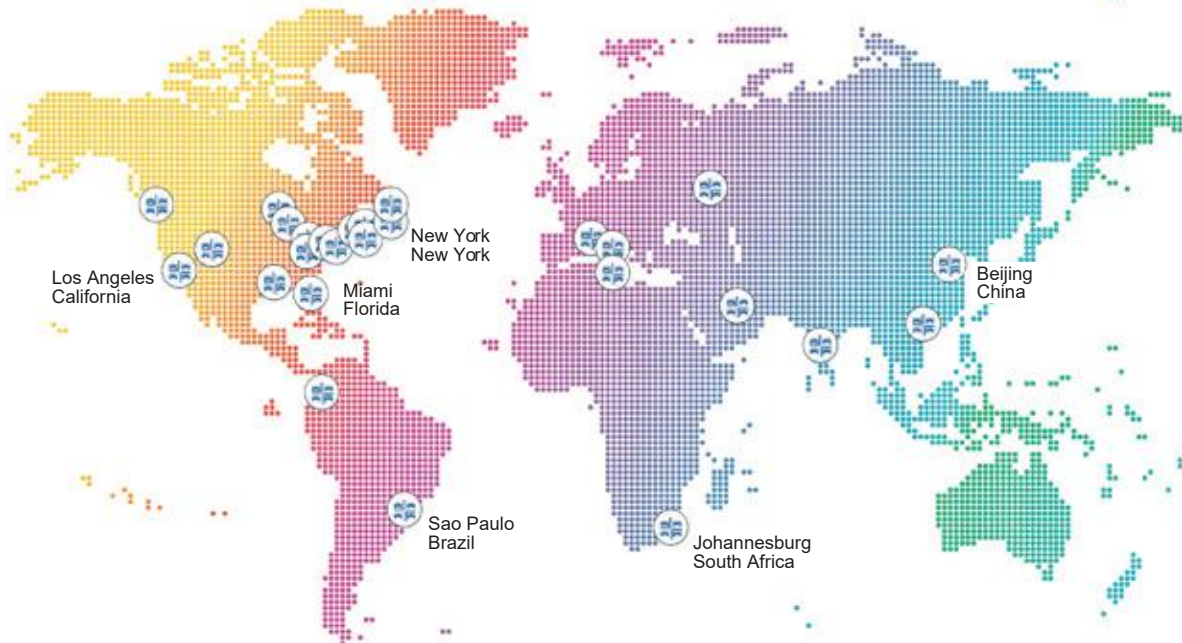 New York
New York
Los Angeles
California
Miami
Florida
Beijing
China
Sao Paulo
Brazil
Johannesburg
South Africa